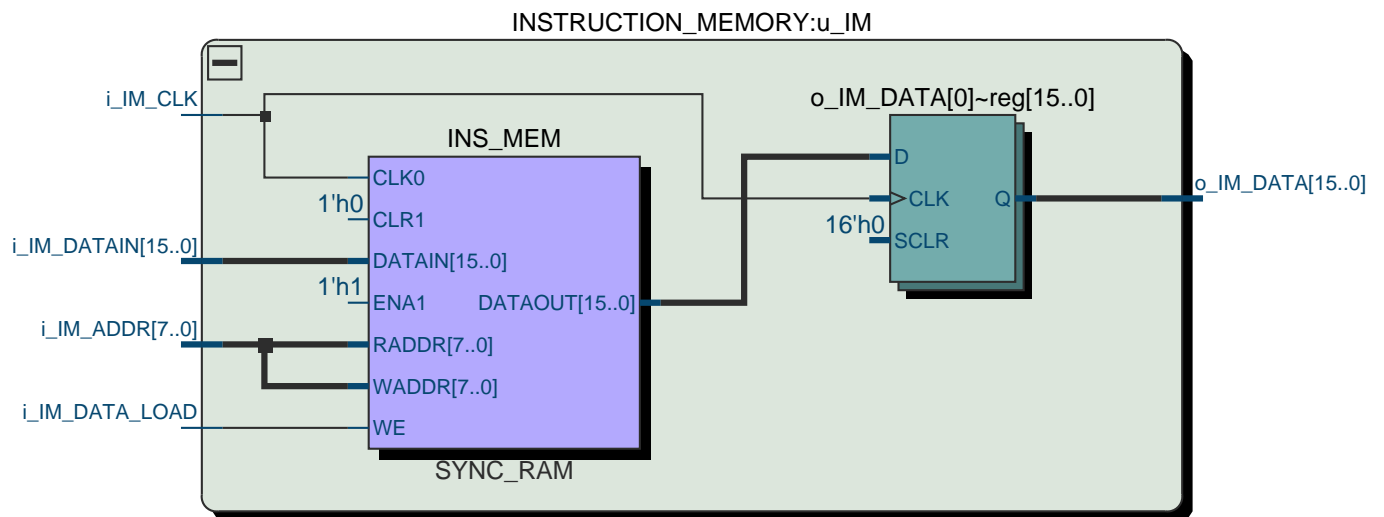 INSTRUCTION_MEMORY:u_IM
i_IM_CLK
o_IM_DATA[0]~reg[15..0]
INS_MEM
D
CLK0
o_IM_DATA[15..0]
1'h0
CLK
Q
CLR1
16'h0
SCLR
i_IM_DATAIN[15..0]
DATAIN[15..0]
1'h1
ENA1
DATAOUT[15..0]
i_IM_ADDR[7..0]
RADDR[7..0]
WADDR[7..0]
i_IM_DATA_LOAD
WE
SYNC_RAM